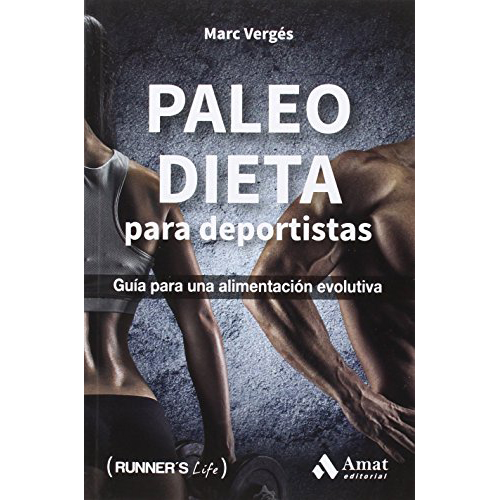 Marc Vergés
PALEO
DIETA
para deportistas
Guía para una alimentación evolutiva
(RUNNER´S Life)
Amat
editorial